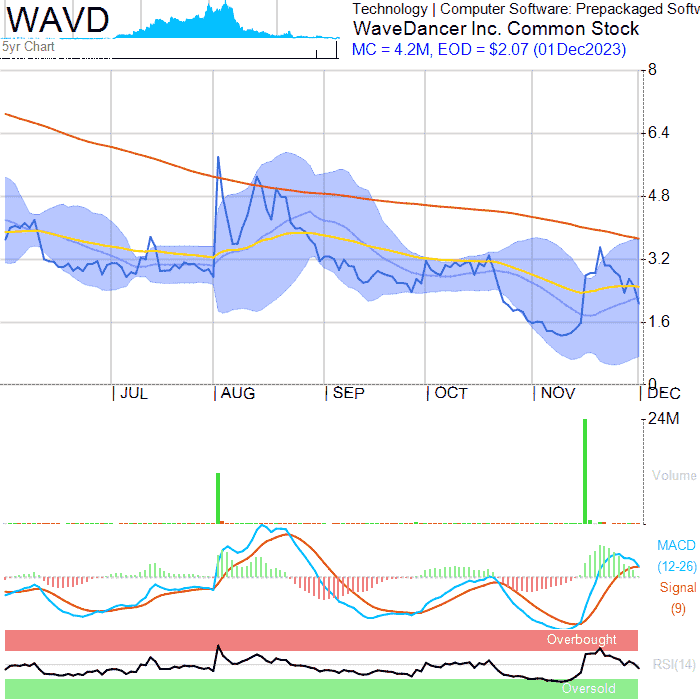 WAVD
5yr Chart
Technology | Computer Software: Prepackaged Softw
WaveDancer Inc. Common Stock
MC = 4.2M, EOD = $2.07 (01Dec2023)
8
6.4
4.8
3.2
1.6
0
JUL AUG SEP OCT NOV DEC
24M
Volume
MACD
(12-26)
Signal
(9)
Overbought
RSI(14)
Oversold